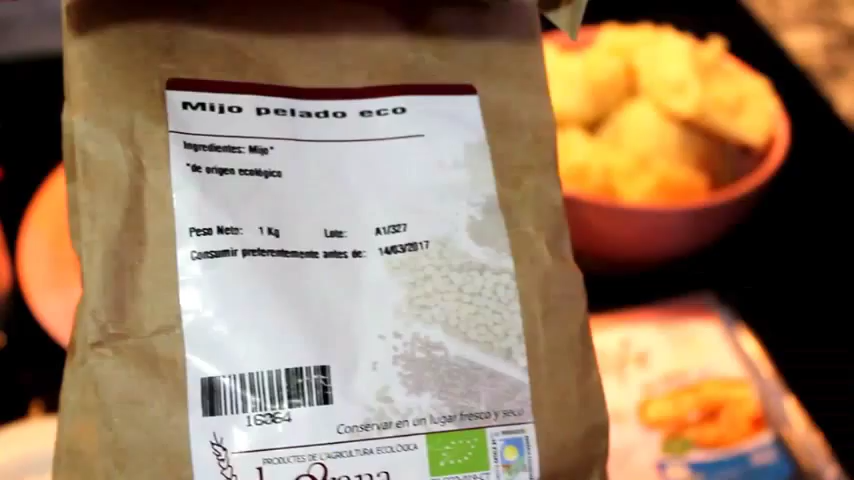 Mijo pelado eco
Ingredientes: Mijo*
*de origen ecológico
Peso Neto: 1 Kg Lote: A1/327
Consumir preferentemente antes de: 14/03/2017
16064
Conservar en un lugar fresco y seco
PRODUCTES DE L'AGRICULTURA ECOLÒGICA